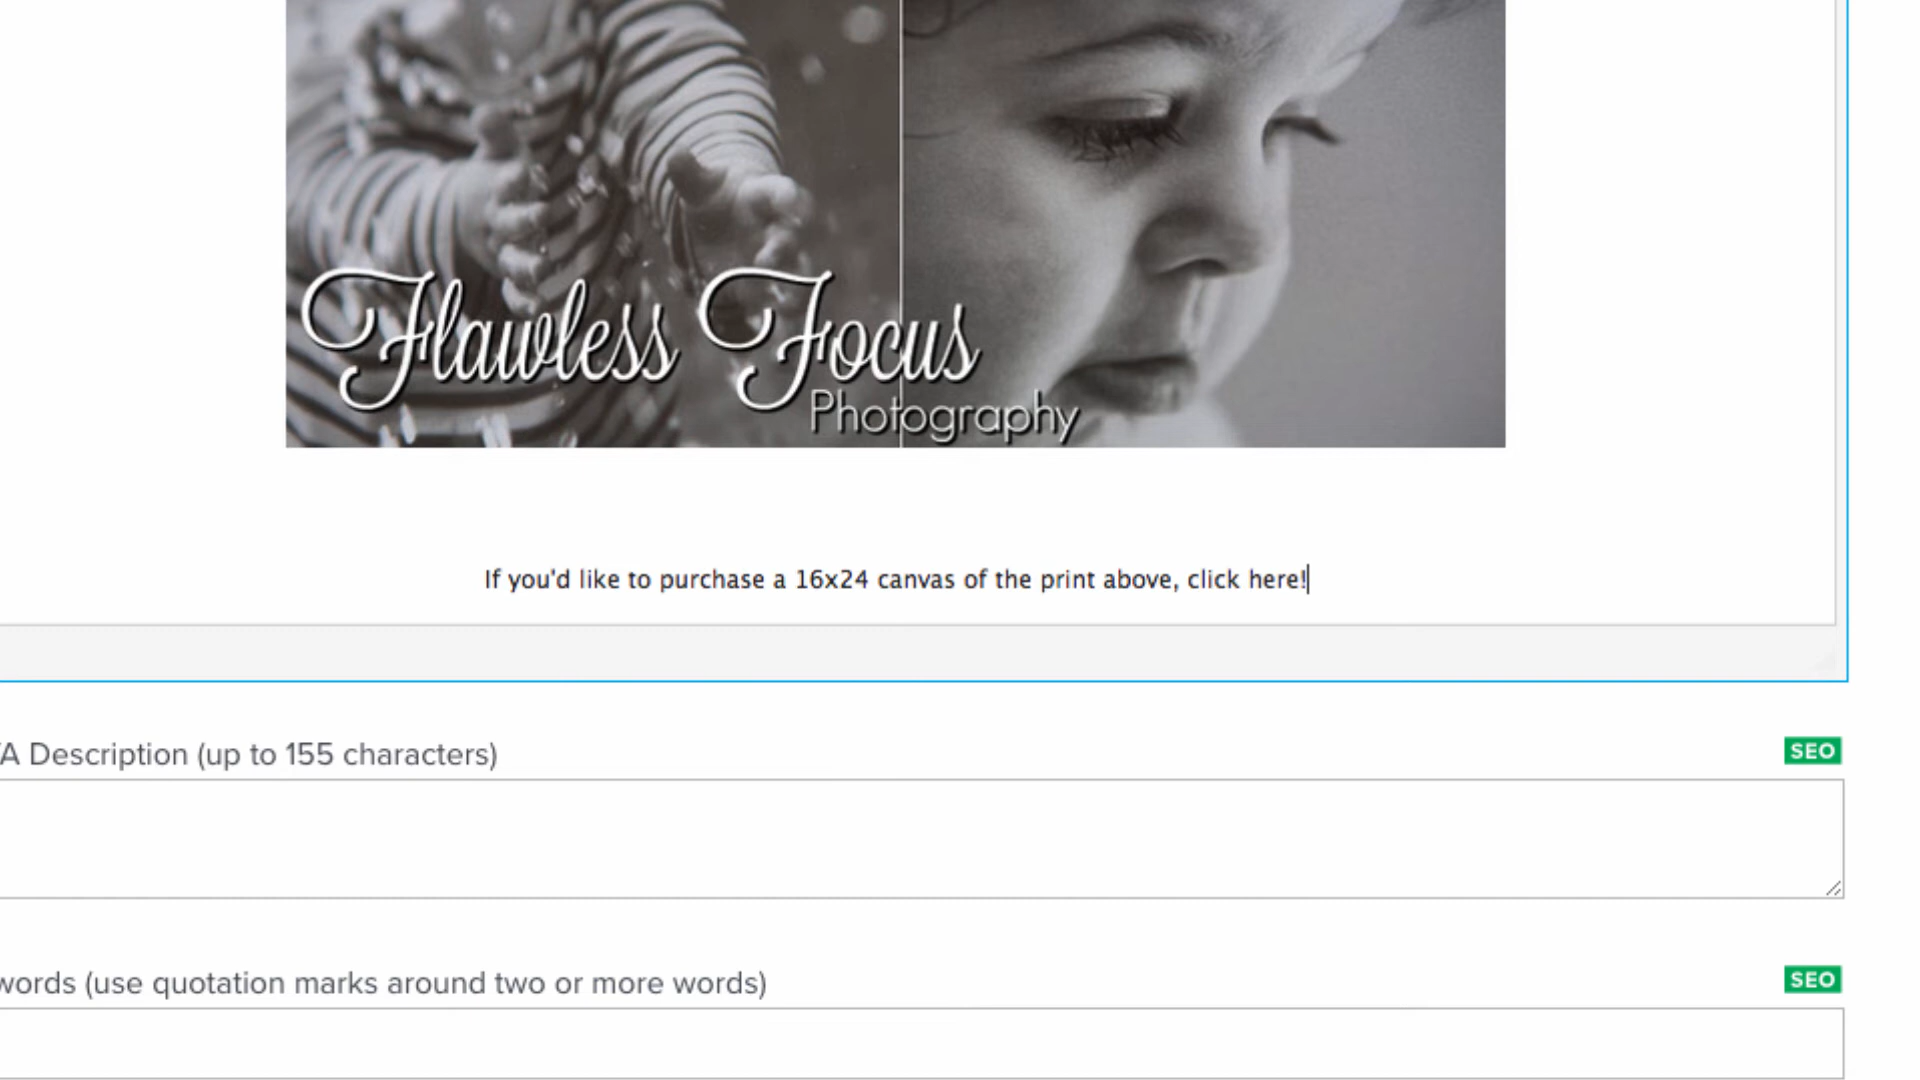 Flawless Focus
Photography
If you'd like to purchase a 16x24 canvas of the print above, click here!
A Description (up to 155 characters)
SEO
words (use quotation marks around two or more words)
SEO